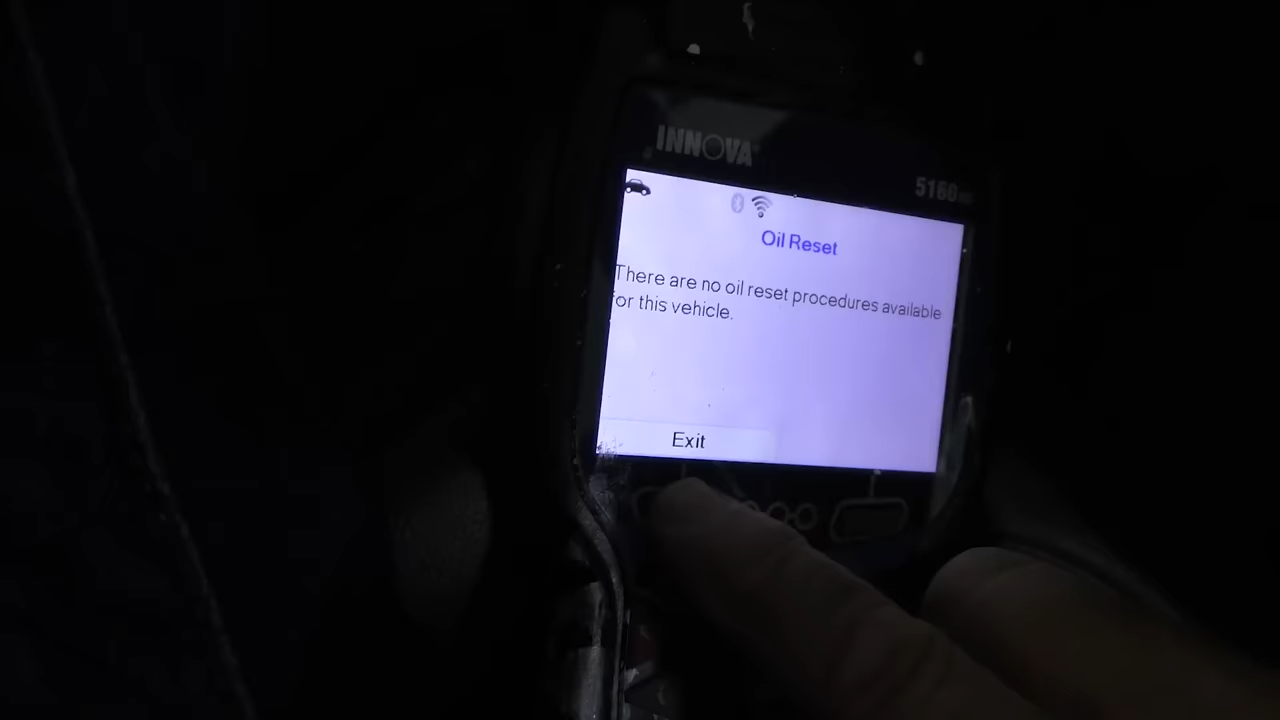 INNOVA
5160
Oil Reset
There are no oil reset procedures available
for this vehicle.
Exit